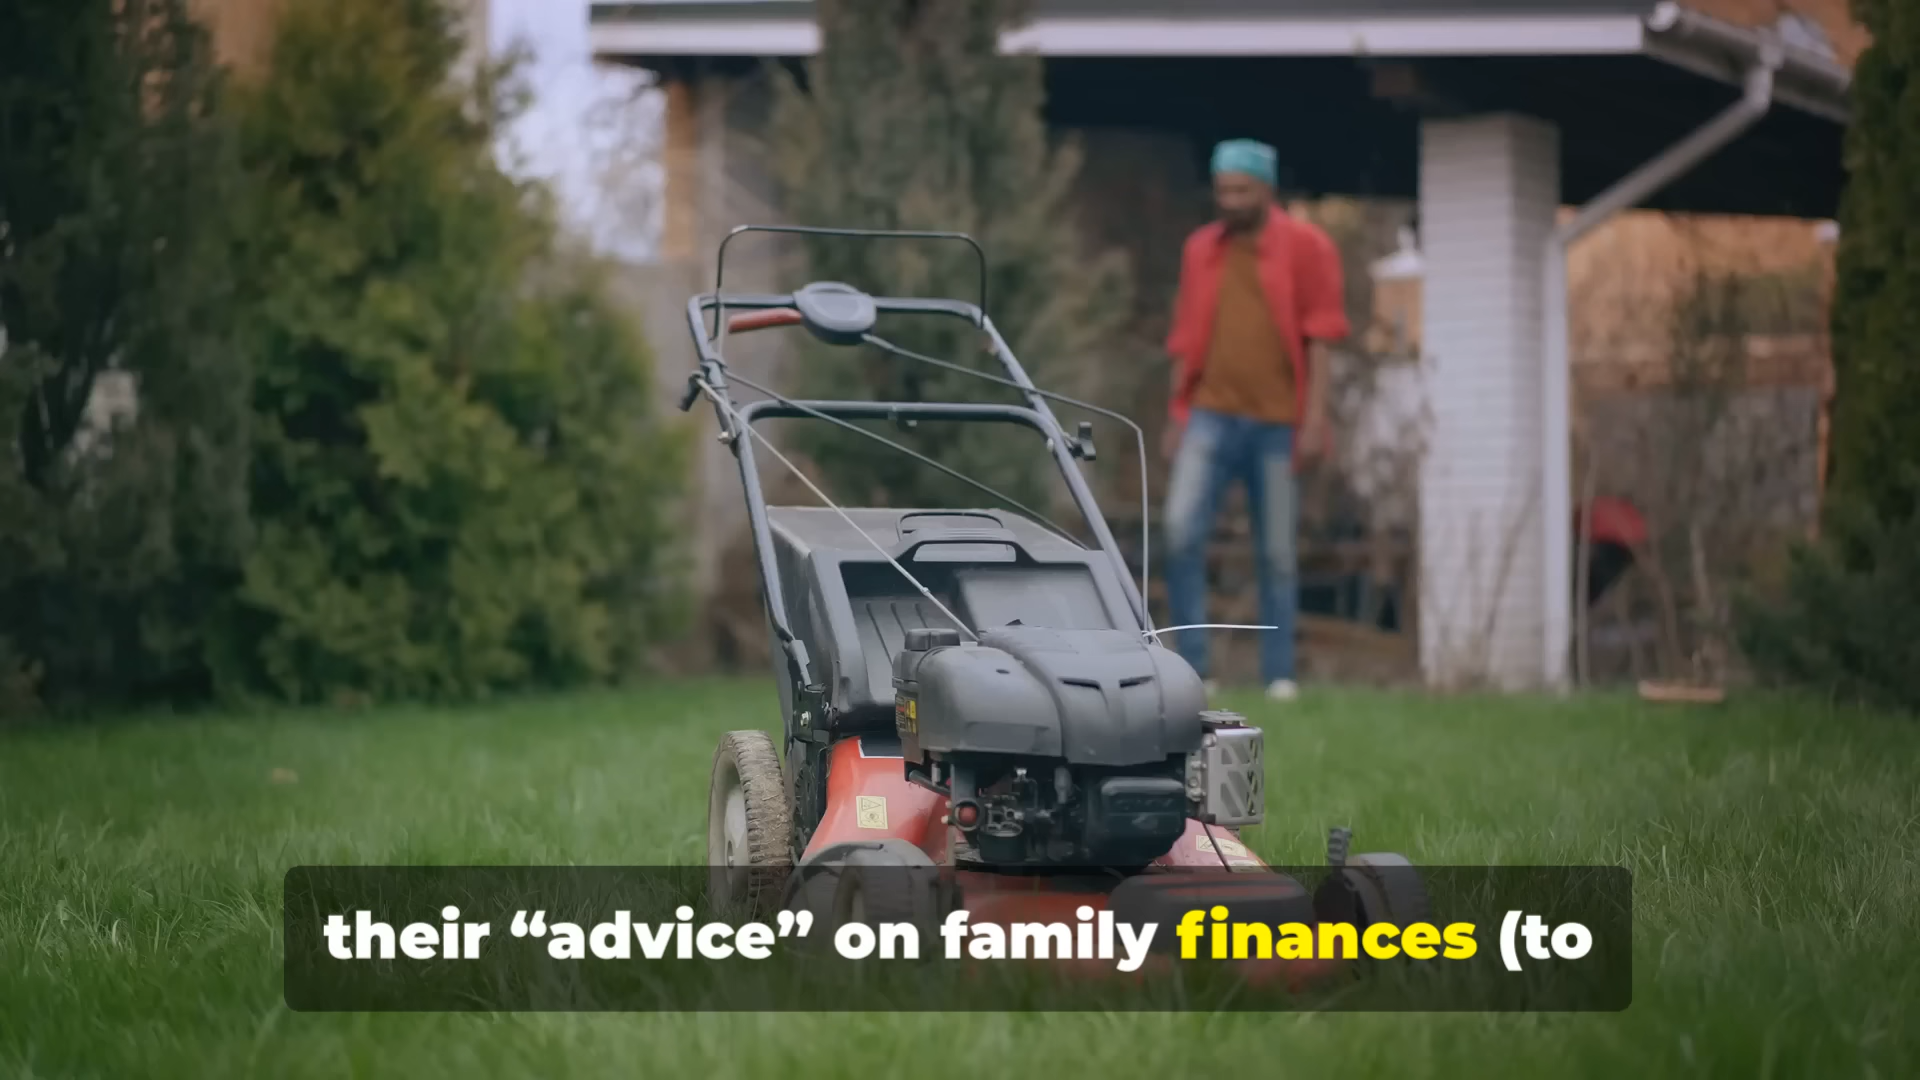 their “advice” on family finances (to